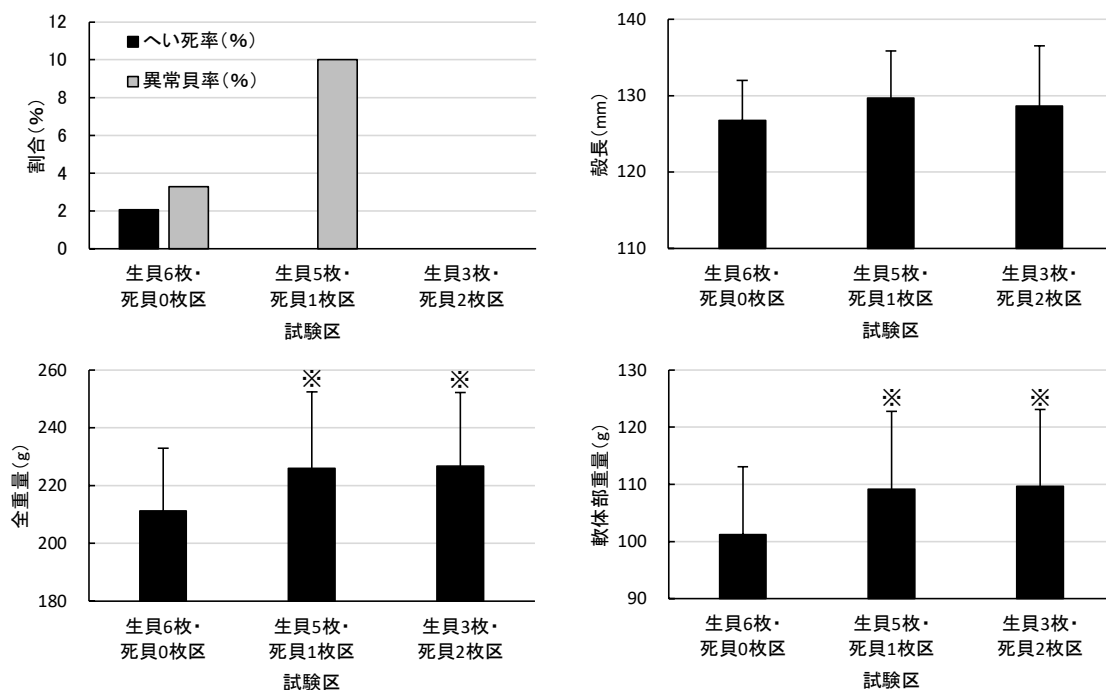 12
10
8
6
4
2
0
割合(%)
へい死率(%)
異常貝率(%)
生貝6枚・
死貝0枚区
生貝5枚・
死貝1枚区
生貝3枚・
死貝2枚区
試験区
140
130
120
110
殻長(mm)
生貝6枚・
死貝0枚区
生貝5枚・
死貝1枚区
生貝3枚・
死貝2枚区
試験区
260
240
220
200
180
全重量(g)
※
※
生貝6枚・
死貝0枚区
生貝5枚・
死貝1枚区
生貝3枚・
死貝2枚区
試験区
130
120
110
100
90
軟体部重量(g)
※
※
生貝6枚・
死貝0枚区
生貝5枚・
死貝1枚区
生貝3枚・
死貝2枚区
試験区